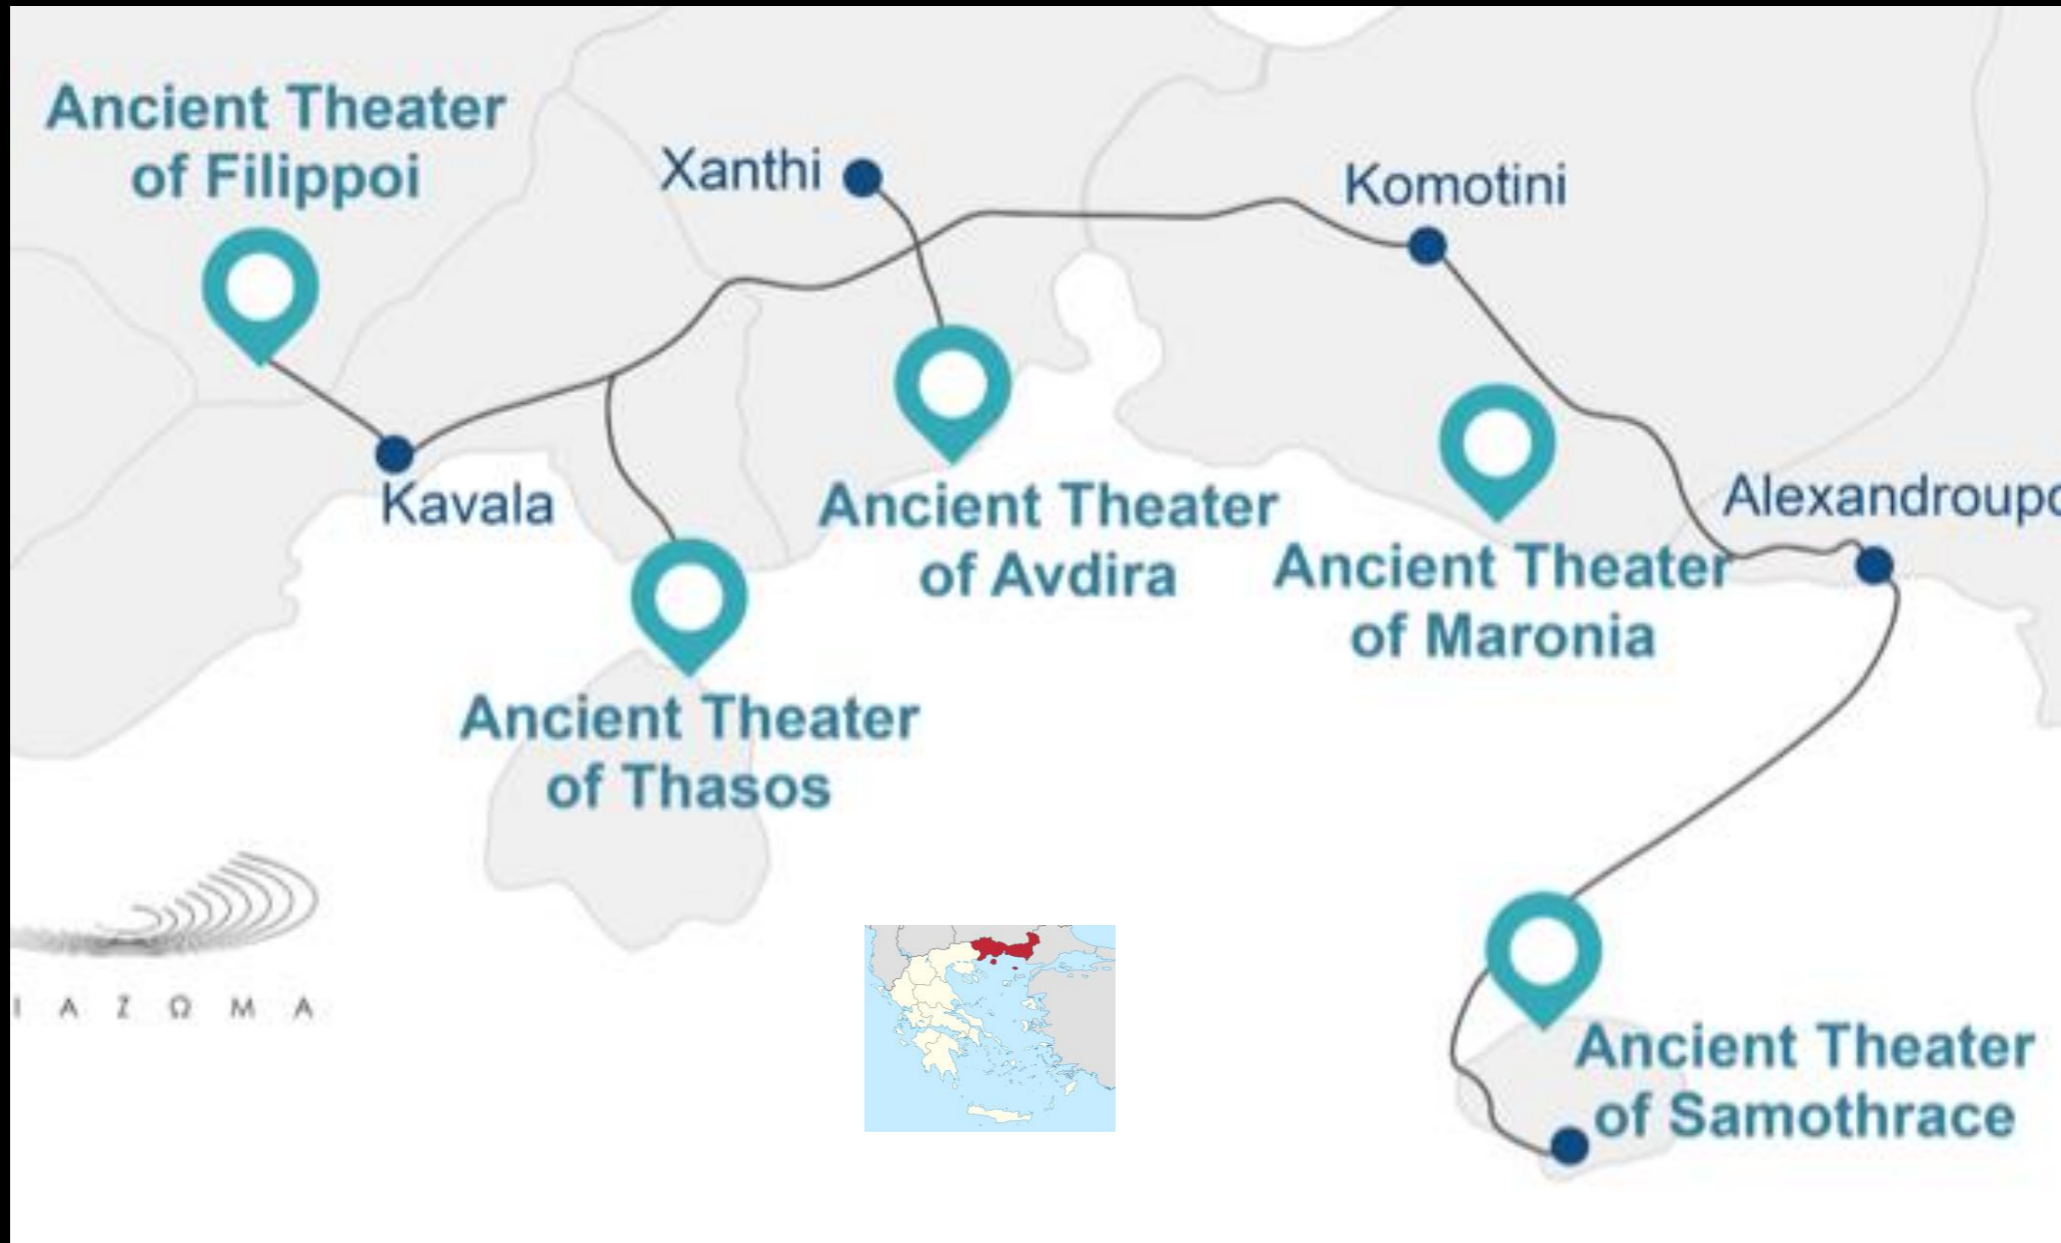 Ancient Theater
of Filippoi
Xanthi
Komotini
Kavala
Ancient Theater
of Avdira
Alexandroupo
Ancient Theater
of Maronia
Ancient Theater
of Thasos
Ι Α Ζ Ω Μ Α
Ancient Theater
of Samothrace